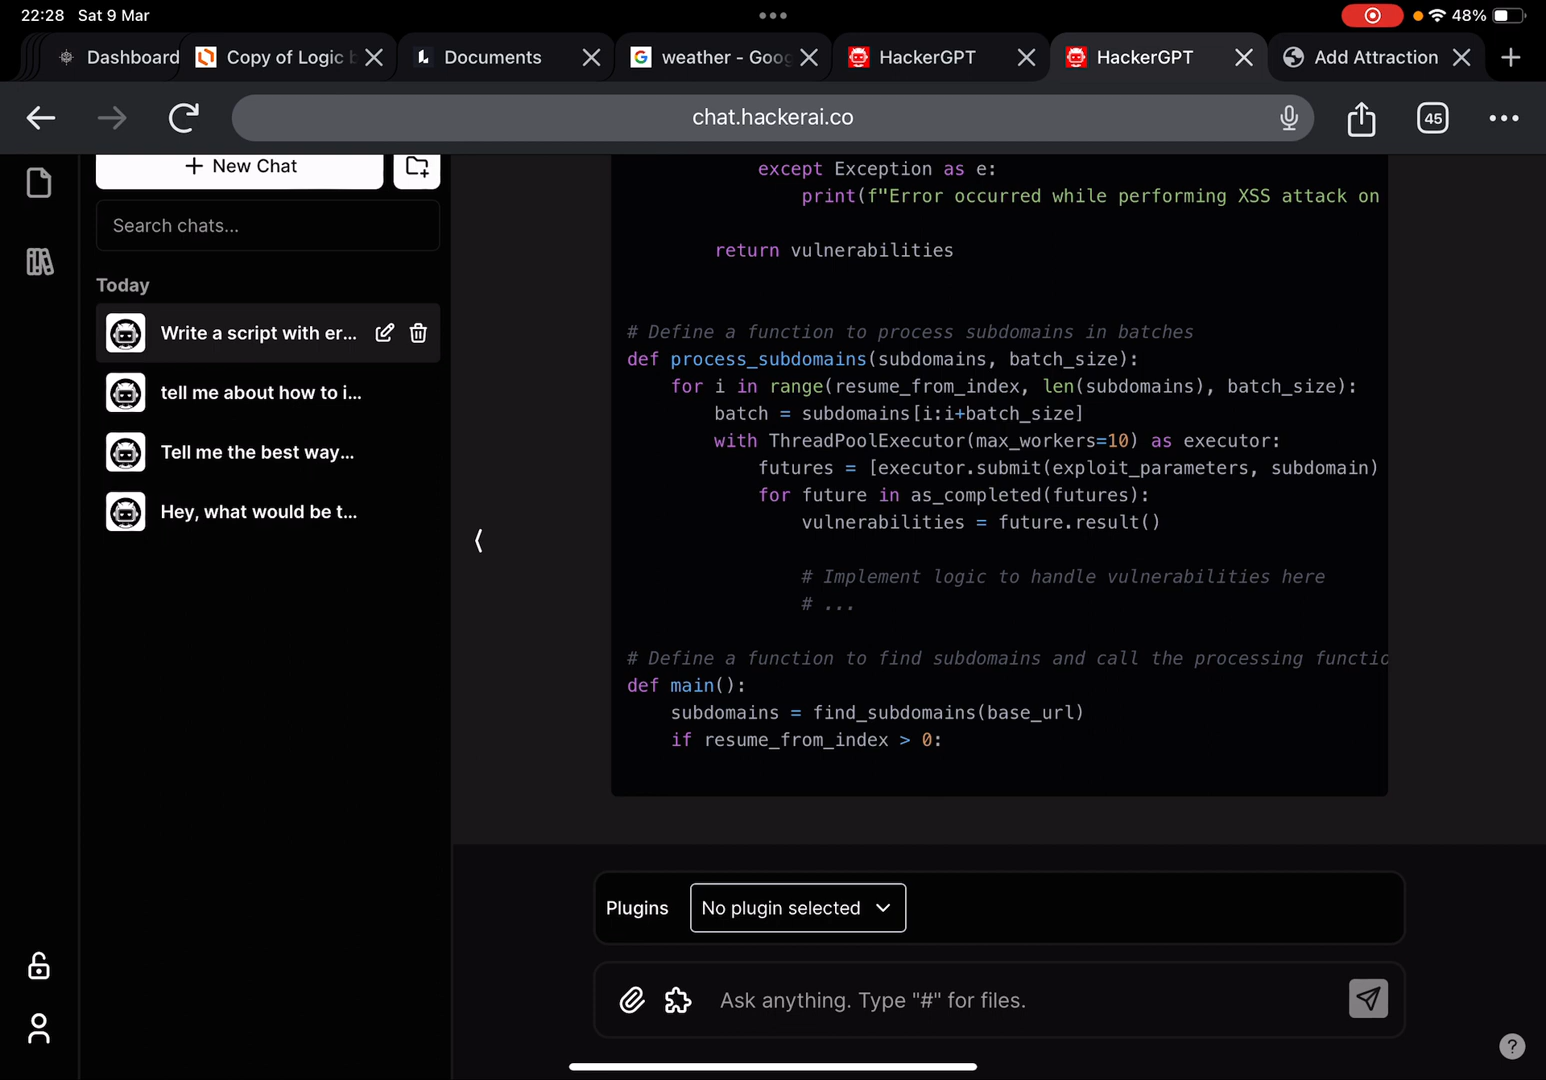 22:28 Sat 9 Mar
48%
Dashboard
Copy of Logic b
Documents
weather - Goog
HackerGPT
HackerGPT
Add Attraction
chat.hackerai.co
45
+ New Chat
Search chats...
Today
Write a script with er...
tell me about how to i...
Tell me the best way...
Hey, what would be t...
except Exception as e:
print(f"Error occurred while performing XSS attack on
return vulnerabilities
# Define a function to process subdomains in batches
def process_subdomains(subdomains, batch_size):
for i in range(resume_from_index, len(subdomains), batch_size):
batch = subdomains[i:i+batch_size]
with ThreadPoolExecutor(max_workers=10) as executor:
futures = [executor.submit(exploit_parameters, subdomain)
for future in as_completed(futures):
vulnerabilities = future.result()
# Implement logic to handle vulnerabilities here
# ...
# Define a function to find subdomains and call the processing functio
def main():
subdomains = find_subdomains(base_url)
if resume_from_index > 0:
Plugins
No plugin selected
Ask anything. Type "#" for files.
?